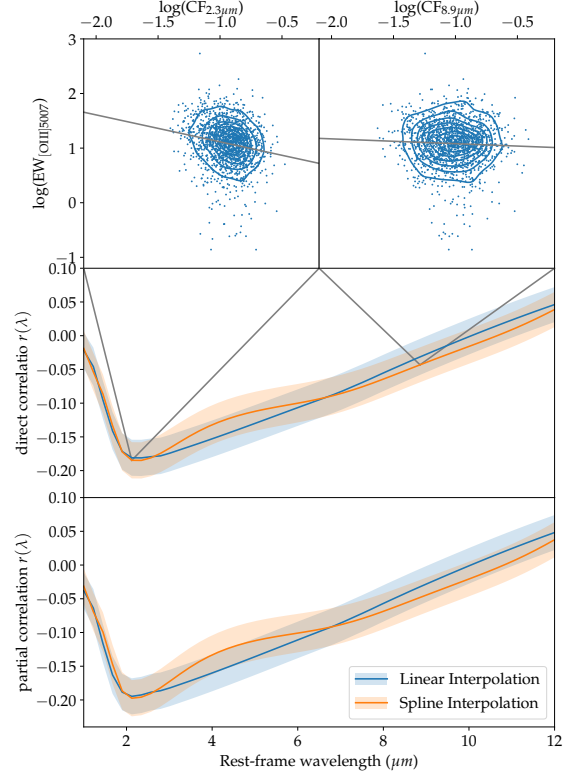 log(CF2.3μm) log(CF8.9μm)
−2.0 −1.5 −1.0 −0.5 −2.0 −1.5 −1.0 −0.5
3
2
1
0
−1
log(EW[OIII]5007)
0.10
0.05
0.00
−0.05
−0.10
−0.15
−0.20
direct correlatio r(λ)
0.10
0.05
0.00
−0.05
−0.10
−0.15
−0.20
partial correlation r(λ)
Linear Interpolation
Spline Interpolation
2 4 6 8 10 12
Rest-frame wavelength (μm)